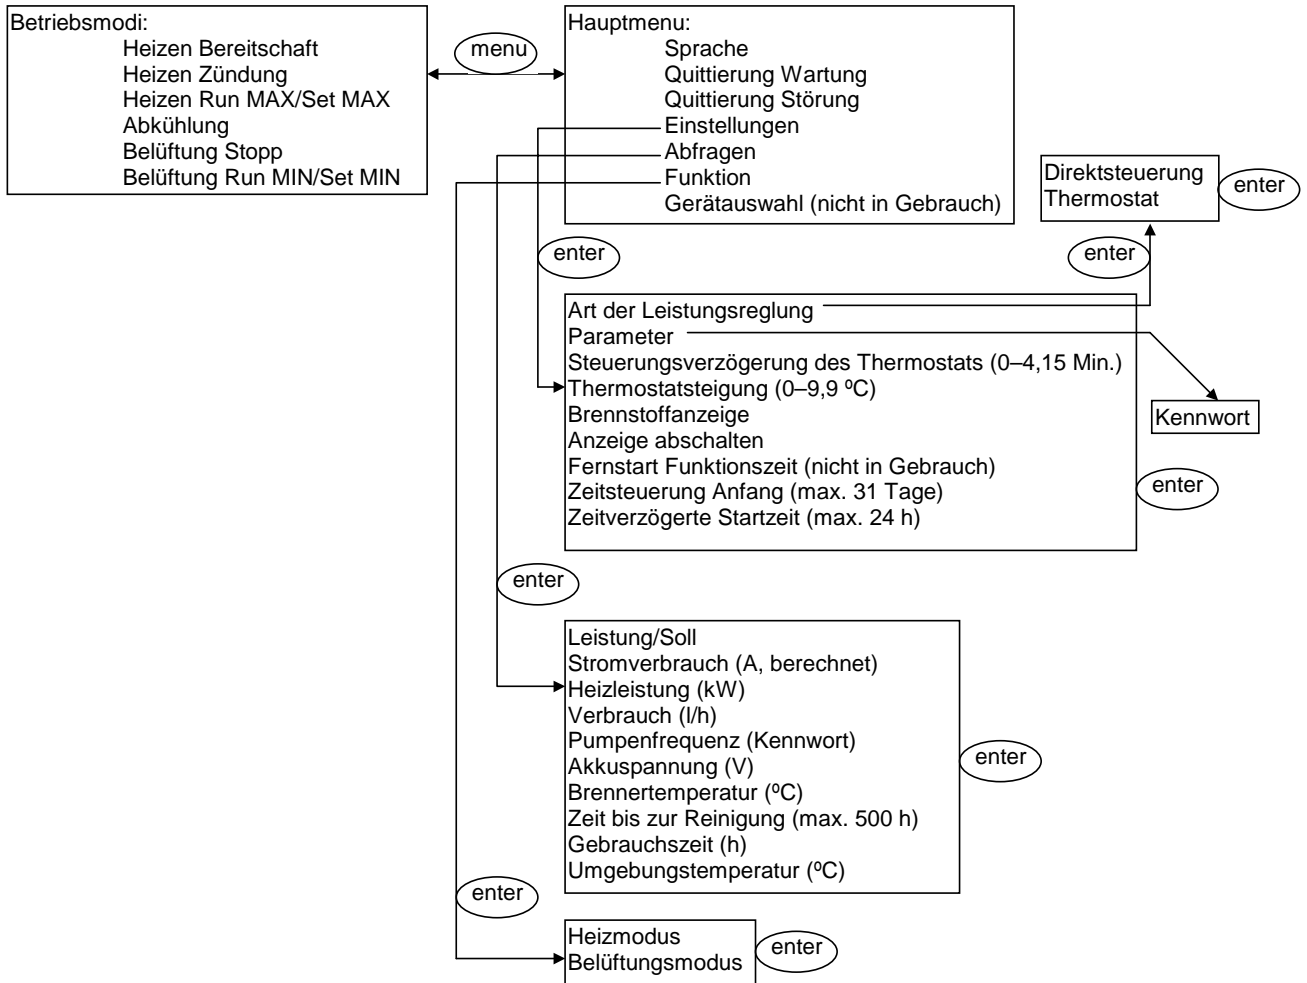 Betriebsmodi:
Heizen Bereitschaft
Heizen Zündung
Heizen Run MAX/Set MAX
Abkühlung
Belüftung Stopp
Belüftung Run MIN/Set MIN
menu
Hauptmenu:
Sprache
Quittierung Wartung
Quittierung Störung
Einstellungen
Abfragen
Funktion
Gerätauswahl (nicht in Gebrauch)
Direktsteuerung
Thermostat
enter
enter
enter
Art der Leistungsreglung
Parameter
Steuerungsverzögerung des Thermostats (0–4,15 Min.)
Thermostatsteigung (0–9,9 ºC)
Brennstoffanzeige
Anzeige abschalten
Fernstart Funktionszeit (nicht in Gebrauch)
Zeitsteuerung Anfang (max. 31 Tage)
Zeitverzögerte Startzeit (max. 24 h)
Kennwort
enter
enter
Leistung/Soll
Stromverbrauch (A, berechnet)
Heizleistung (kW)
Verbrauch (l/h)
Pumpenfrequenz (Kennwort)
Akkuspannung (V)
Brennertemperatur (ºC)
Zeit bis zur Reinigung (max. 500 h)
Gebrauchszeit (h)
Umgebungstemperatur (ºC)
enter
enter
Heizmodus
Belüftungsmodus
enter